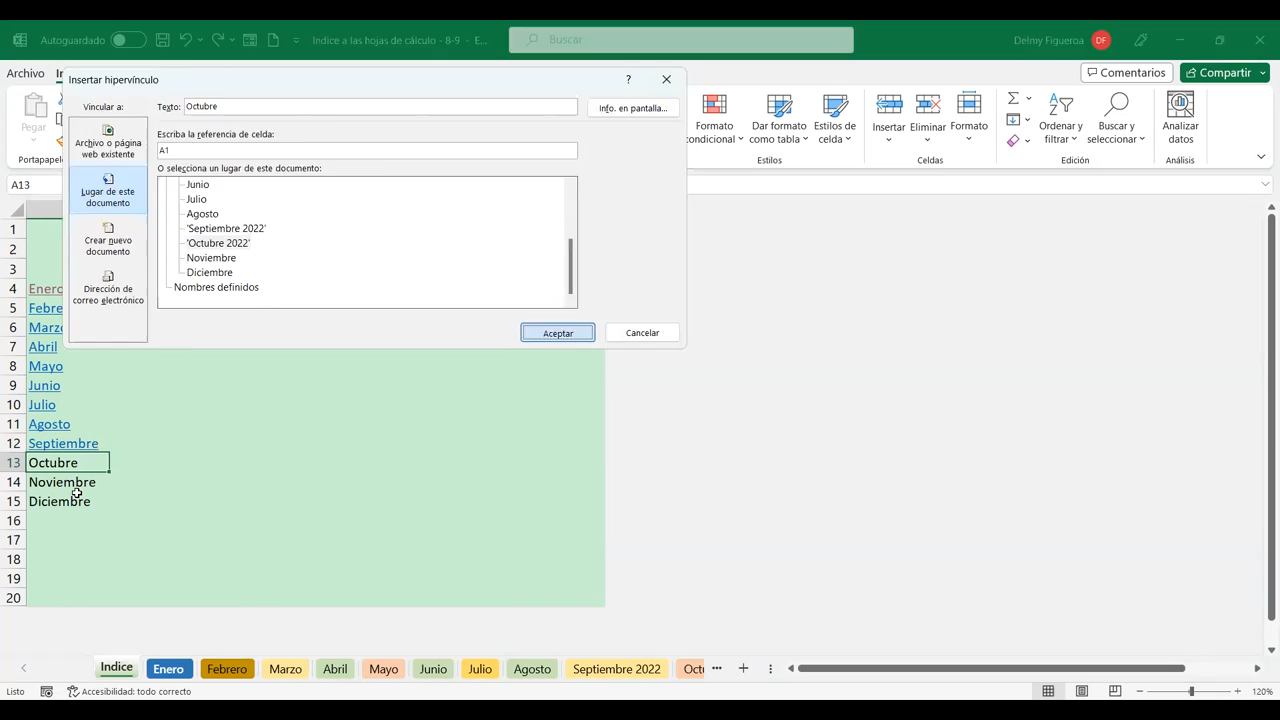 Autoguardado
Indice a las hojas de cálculo - 8-9 - E...
Buscar
Delmy Figueroa
DF
Archivo
Comentarios
Compartir
Insertar hipervínculo
?
Vincular a:
Texto:
Octubre
Info. en pantalla...
Archivo o página
web existente
Escriba la referencia de celda:
A1
O selecciona un lugar de este documento:
Lugar de este
documento
Junio
Julio
Agosto
'Septiembre 2022'
'Octubre 2022'
Noviembre
Diciembre
Nombres definidos
Crear nuevo
documento
Dirección de
correo electrónico
Aceptar
Cancelar
Pegar
Portapape
Formato
condicional
Dar formato
como tabla
Estilos de
celda
Estilos
Insertar
Eliminar
Formato
Celdas
Ordenar y
filtrar
Buscar y
seleccionar
Edición
Analizar
datos
Análisis
A13
1
2
3
4 Enero
5 Febre
6 Marzo
7 Abril
8 Mayo
9 Junio
10 Julio
11 Agosto
12 Septiembre
13 Octubre
14 Noviembre
15 Diciembre
16
17
18
19
20
Indice
Enero
Febrero
Marzo
Abril
Mayo
Junio
Julio
Agosto
Septiembre 2022
Octu
Listo
Accesibilidad: todo correcto
120%